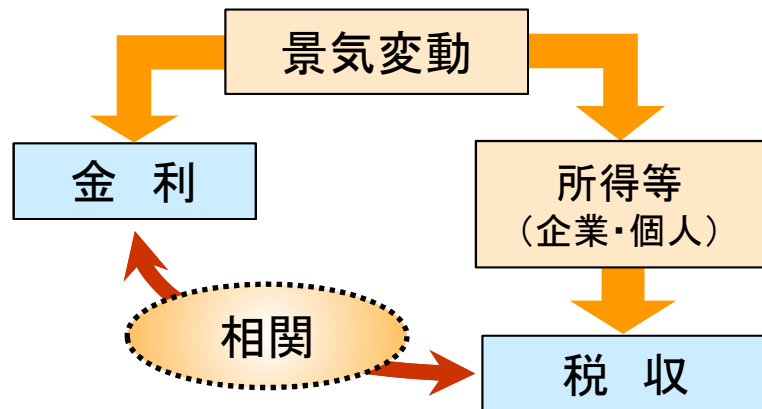 景気変動
金 利
所得等
（企業・個人）
相関
税 収